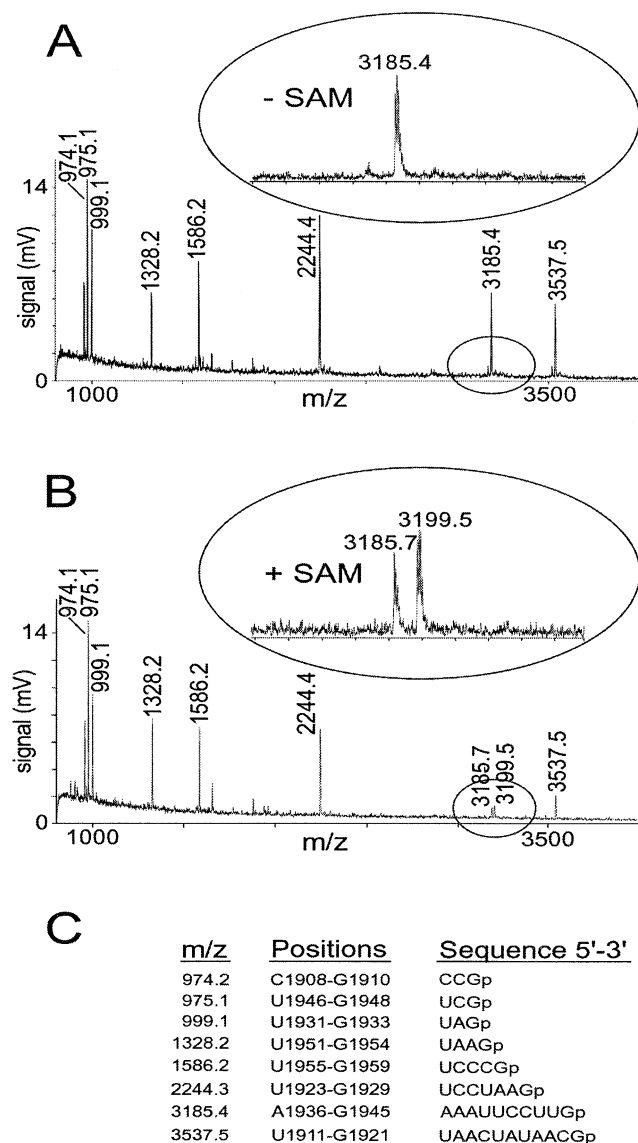 A
3185.4
- SAM
974.1
975.1
999.1
1328.2
1586.2
2244.4
3185.4
3537.5
14
signal (mV)
0
1000
m/z
3500
B
3185.7
3199.5
+ SAM
974.1
975.1
999.1
1328.2
1586.2
2244.4
3185.7
3199.5
3537.5
14
signal (mV)
0
1000
m/z
3500
C
m/z Positions Sequence 5'-3'
974.2 C1908-G1910 CCGp
975.1 U1946-G1948 UCGp
999.1 U1931-G1933 UAGp
1328.2 U1951-G1954 UAAGp
1586.2 U1955-G1959 UCCCGp
2244.3 U1923-G1929 UCCUAAGp
3185.4 A1936-G1945 AAAUUCCUUGp
3537.5 U1911-G1921 UAACUAUAACGp